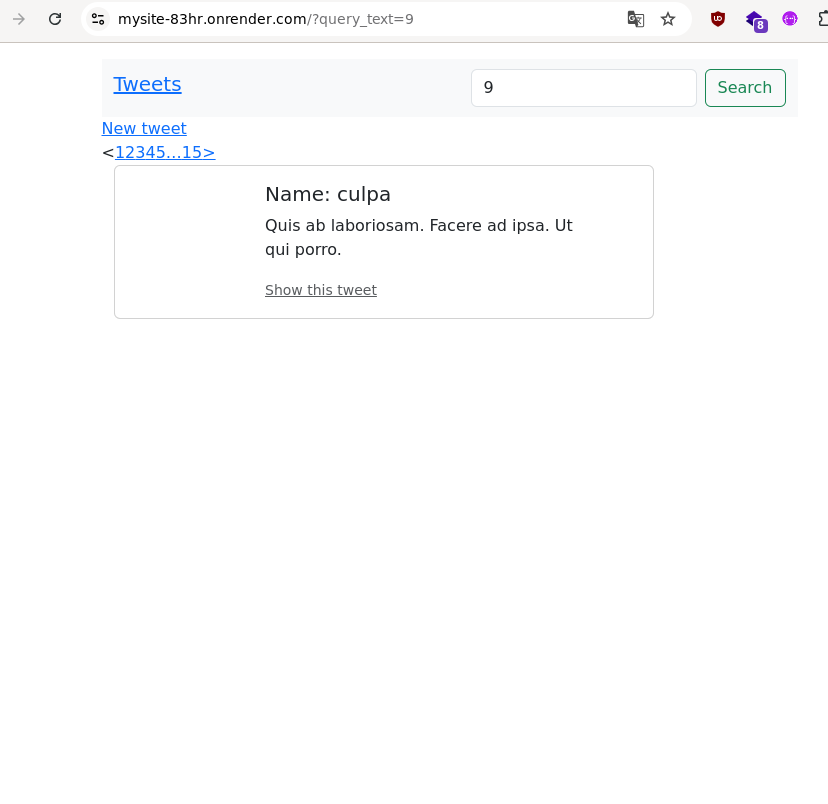 mysite-83hr.onrender.com/?query_text=9
8
Tweets
9
Search
New tweet
<12345…15>
Name: culpa
Quis ab laboriosam. Facere ad ipsa. Ut
qui porro.
Show this tweet